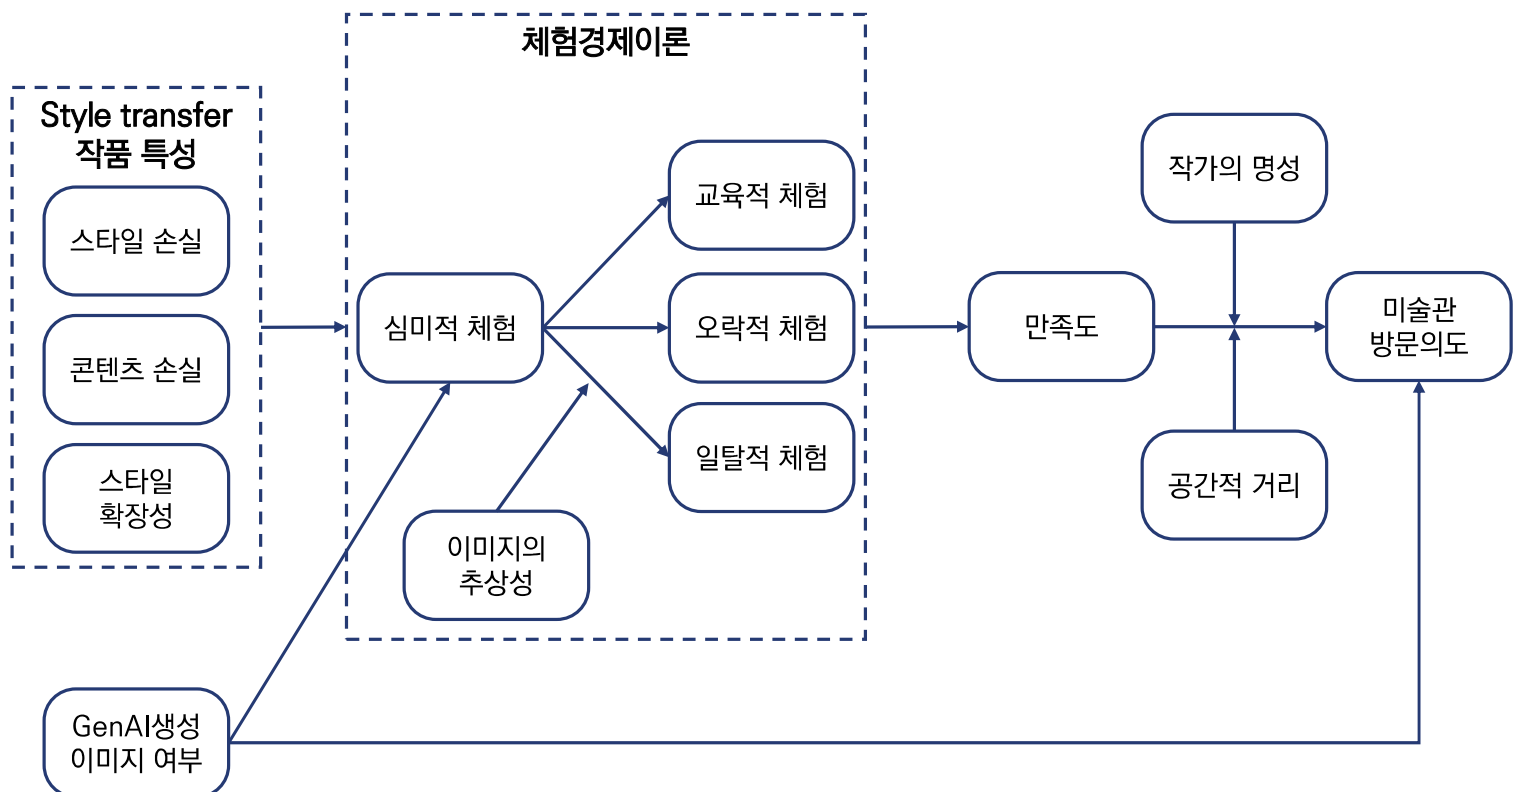 체험경제이론
Style transfer
작품 특성
스타일 손실
콘텐츠 손실
스타일
확장성
심미적 체험
교육적 체험
오락적 체험
일탈적 체험
이미지의
추상성
만족도
작가의 명성
공간적 거리
미술관
방문의도
GenAI생성
이미지 여부